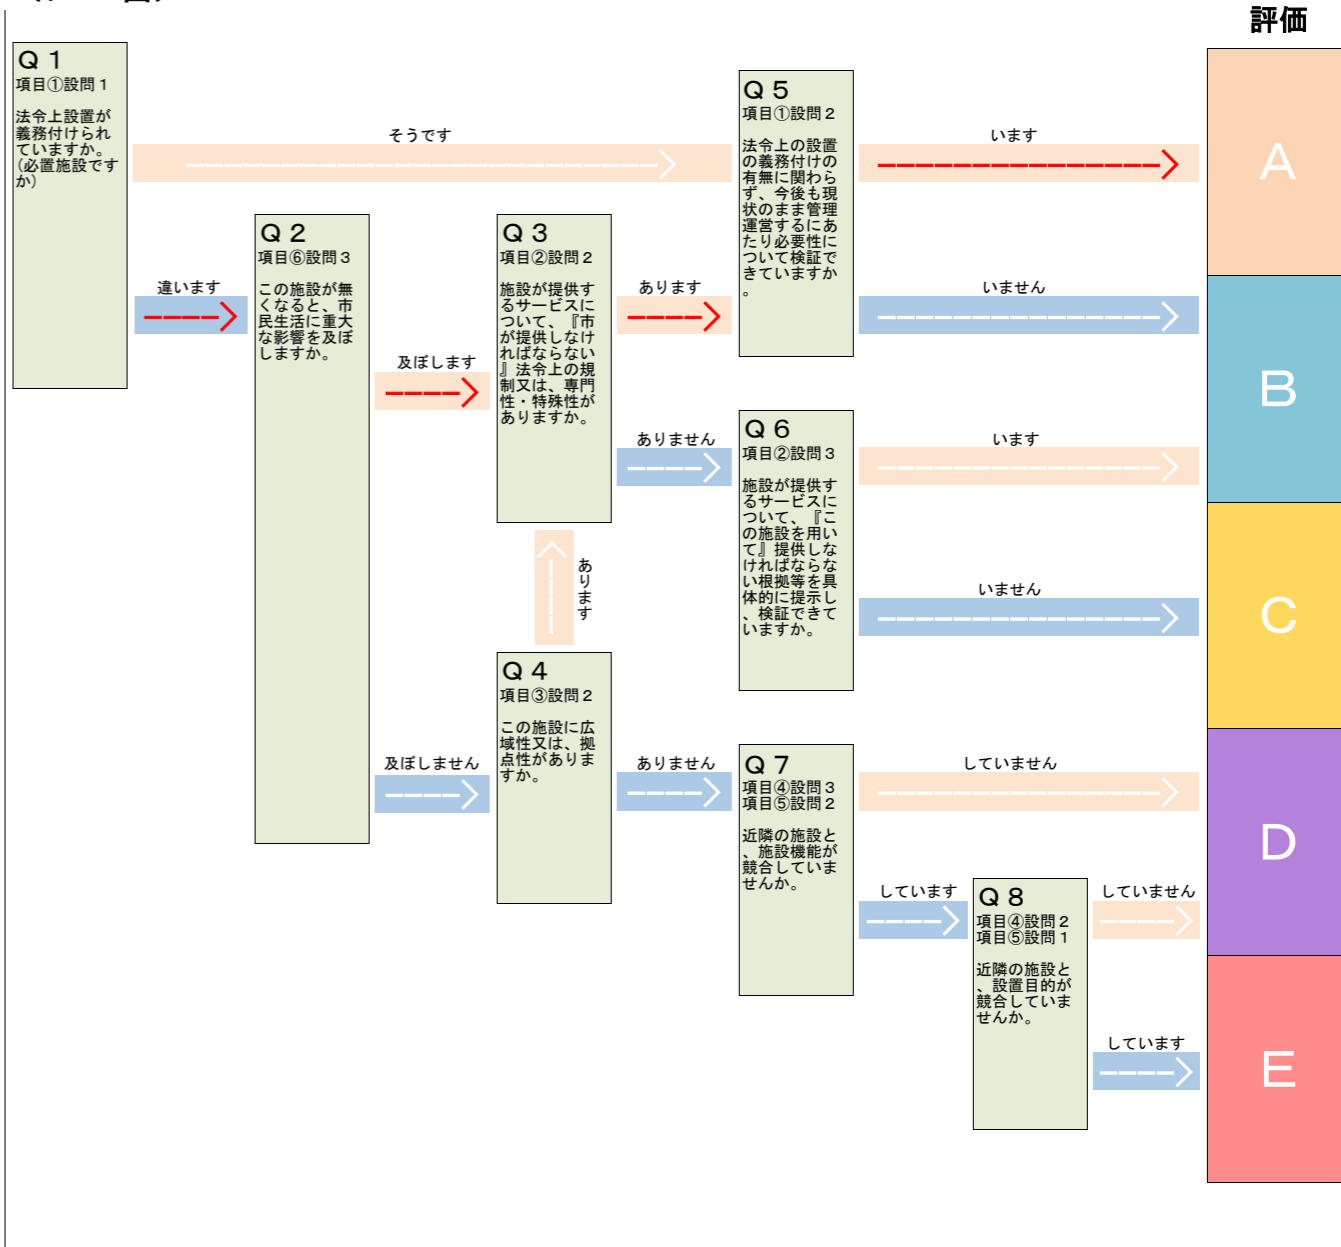 評価
Ｑ１
項目①設問１
法令上設置が
義務付けられ
ていますか。
(必置施設です
か)
そうです
違います
Ｑ２
項目⑥設問３
この施設が無
くなると、市
民生活に重大
な影響を及ぼ
しますか。
及ぼします
及ぼしません
Ｑ３
項目②設問２
施設が提供す
るサービスに
ついて、『市
が提供しなけ
ればならない
』法令上の規
制又は、専門
性・特殊性が
ありますか。
あります
ありません
あります
Ｑ４
項目③設問２
この施設に広
域性又は、拠
点性がありま
すか。
ありません
Ｑ５
項目①設問２
法令上の設置
の義務付けの
有無に関わら
ず、今後も現
状のまま管理
運営するにあ
たり必要性に
ついて検証で
きていますか
。
います
いません
Ｑ６
項目②設問３
施設が提供す
るサービスに
ついて、『こ
の施設を用い
て』提供しな
ければならな
い根拠等を具
体的に提示し
、検証できて
いますか。
います
いません
Ｑ７
項目④設問３
項目⑤設問２
近隣の施設と
、施設機能が
競合していま
せんか。
していません
しています
Ｑ８
項目④設問２
項目⑤設問１
近隣の施設と
、設置目的が
競合していま
せんか。
していません
しています
A
B
C
D
E